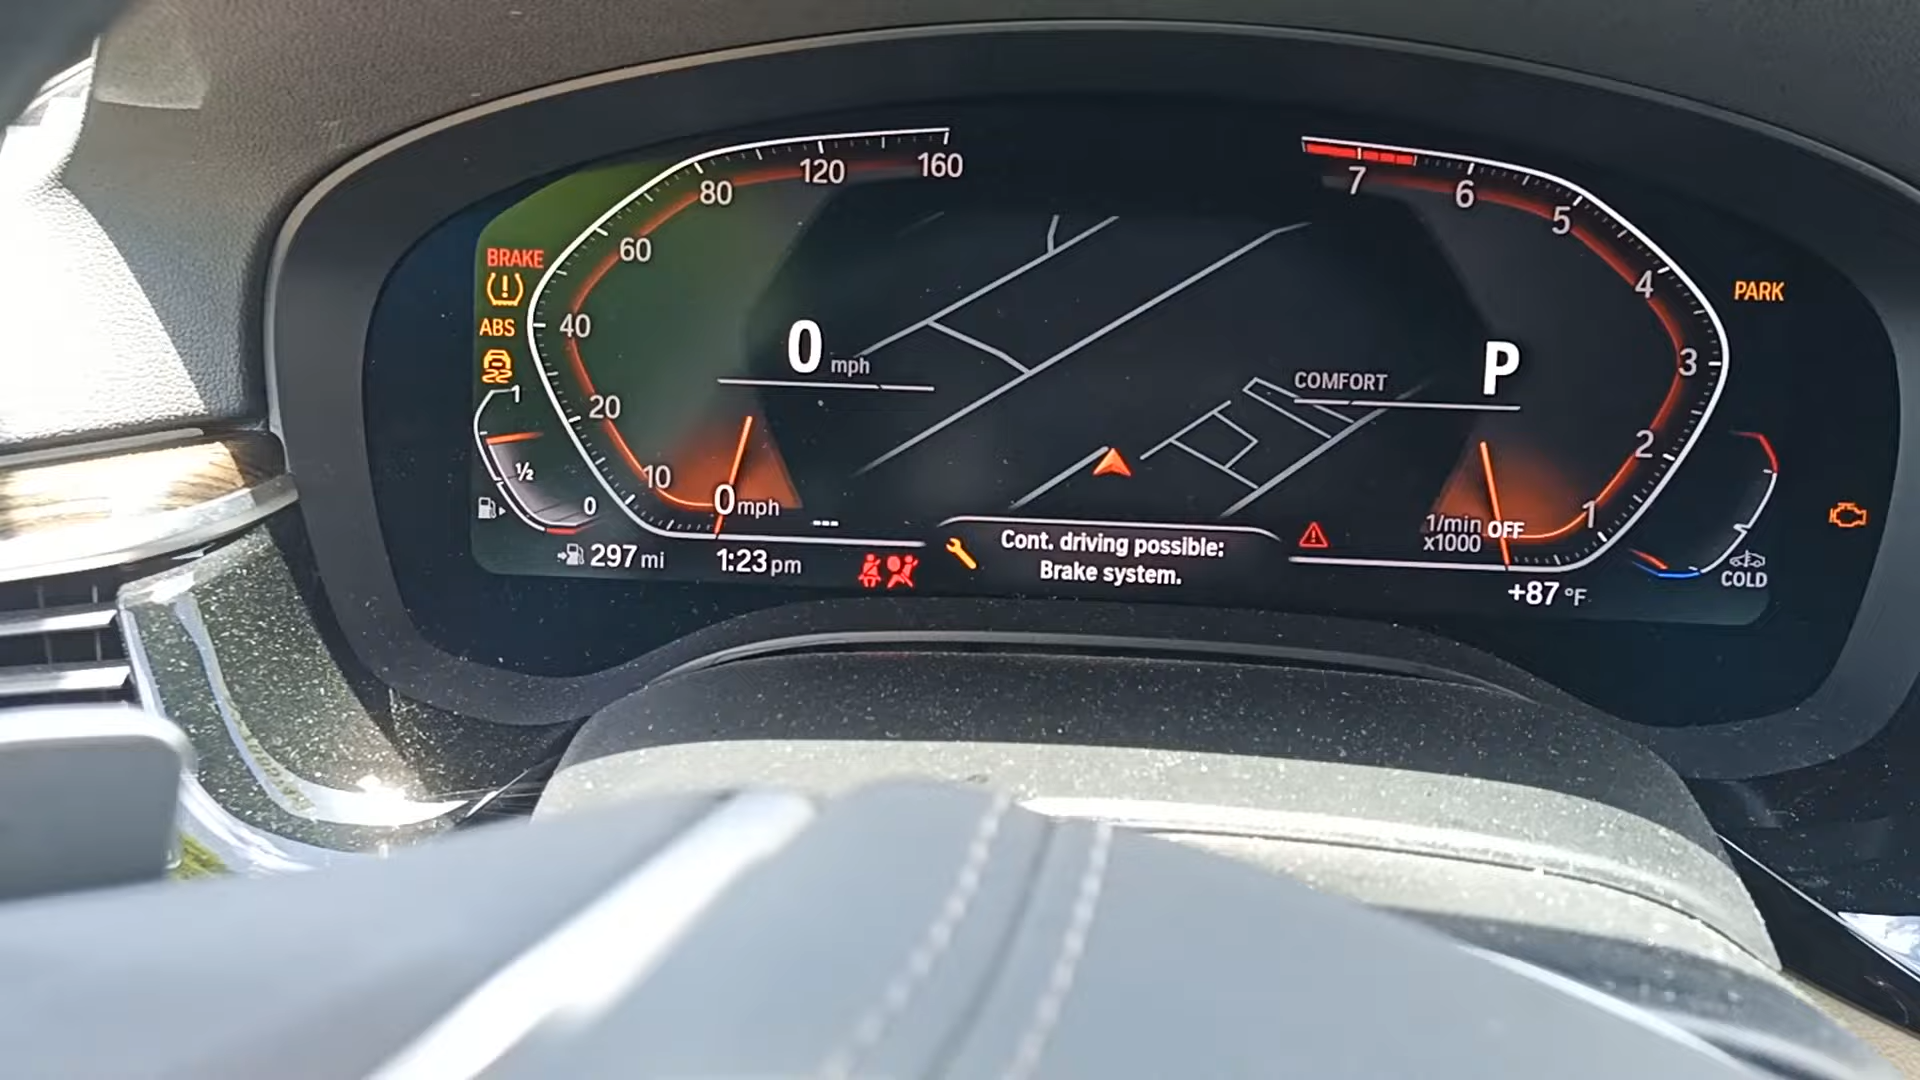 160
120
80
60
40
20
10
0 mph
BRAKE
ABS
1
1/2
0
0 mph
297 mi
1:23 pm
---
Cont. driving possible:
Brake system.
COMFORT
P
7
6
5
4
3
2
1
1/min
x1000
OFF
PARK
COLD
+87 °F